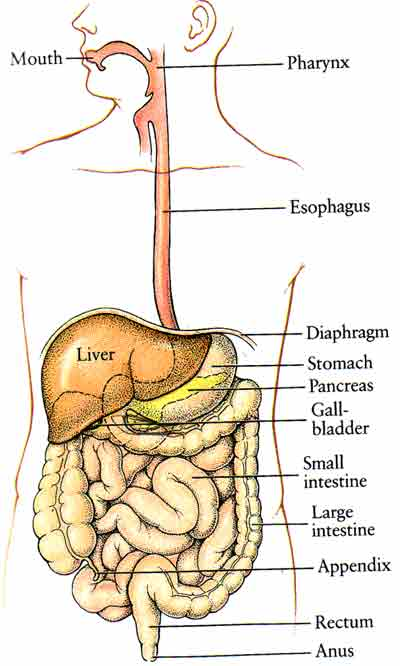 Mouth
Pharynx
Esophagus
Diaphragm
Liver
Stomach
Pancreas
Gall-
bladder
Small
intestine
Large
intestine
Appendix
Rectum
Anus